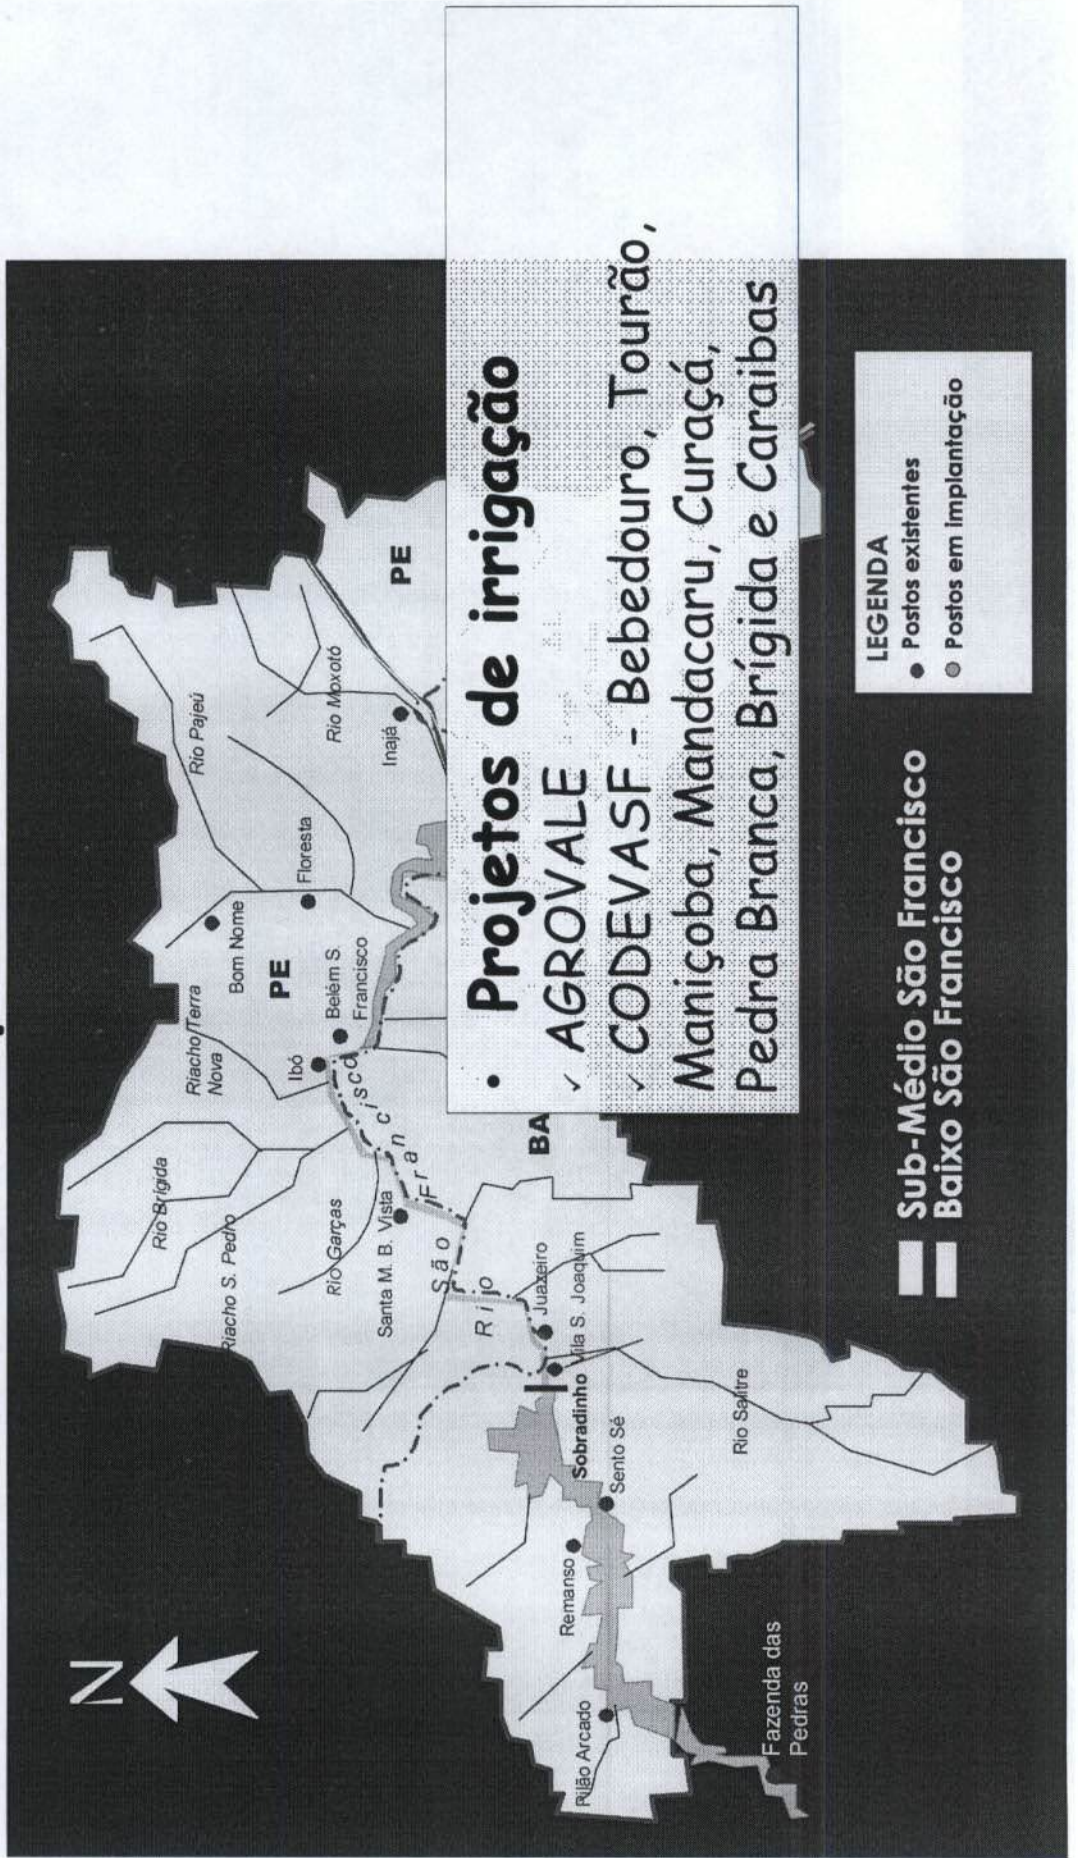 N
Rio Brígida
Riacho S. Pedro
Riacho Terra
Nova
Rio Pajeú
Bom Nome
PE
Floresta
Ibó
Belém S.
Francisco
Rio Garças
Santa M. B. Vista
Rio Moxotó
Inajá
PE
Rio São Francisco
Juazeiro
Vila S. Joaquim
Sobradinho
Sento Sé
Remanso
Pilão Arcado
Rio Salitre
BA
Fazenda das
Pedras
• Projetos de irrigação
✓ AGROVALE
✓ CODEVASF - Bebedouro, Tourão,
Maniçoba, Mandacaru, Curaçá,
Pedra Branca, Brígida e Caraibas
Sub-Médio São Francisco
Baixo São Francisco
LEGENDA
Postos existentes
Postos em implantação